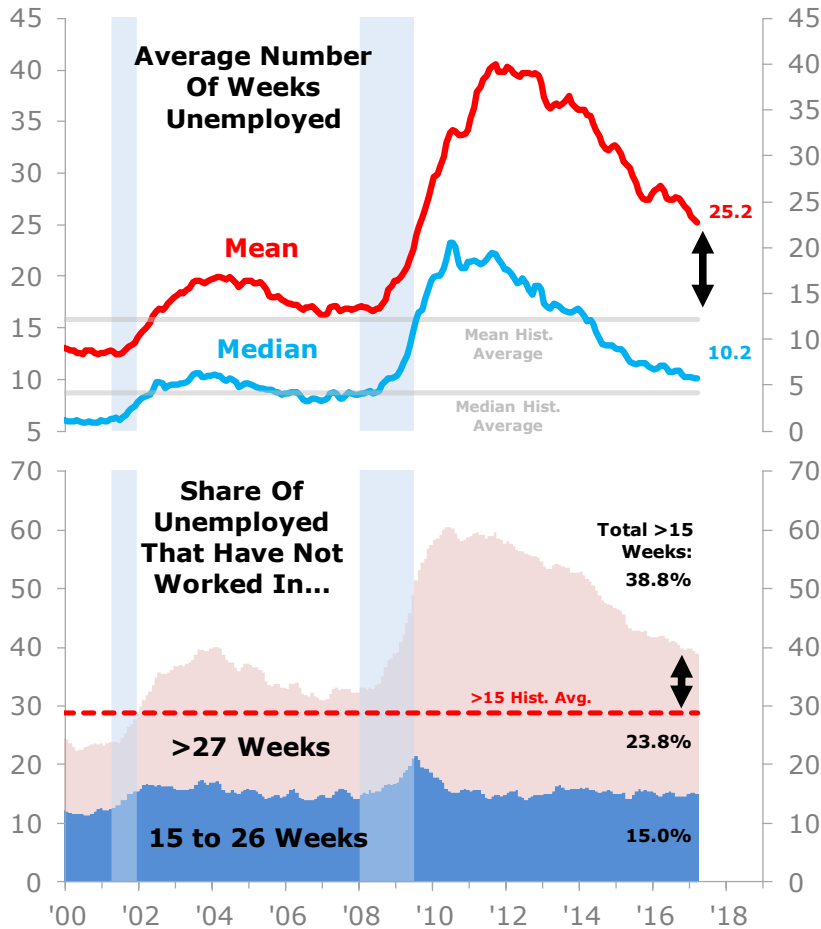 45
40
35
30
25
20
15
10
5
45
40
35
30
25
20
15
10
5
0
Average Number
Of Weeks
Unemployed
Mean
Median
25.2
10.2
Mean Hist.
Average
Median Hist.
Average
70
60
50
40
30
20
10
0
70
60
50
40
30
20
10
0
Share Of
Unemployed
That Have Not
Worked In...
Total >15
Weeks:
38.8%
>15 Hist. Avg.
>27 Weeks
23.8%
15 to 26 Weeks
15.0%
'00 '02 '04 '06 '08 '10 '12 '14 '16 '18